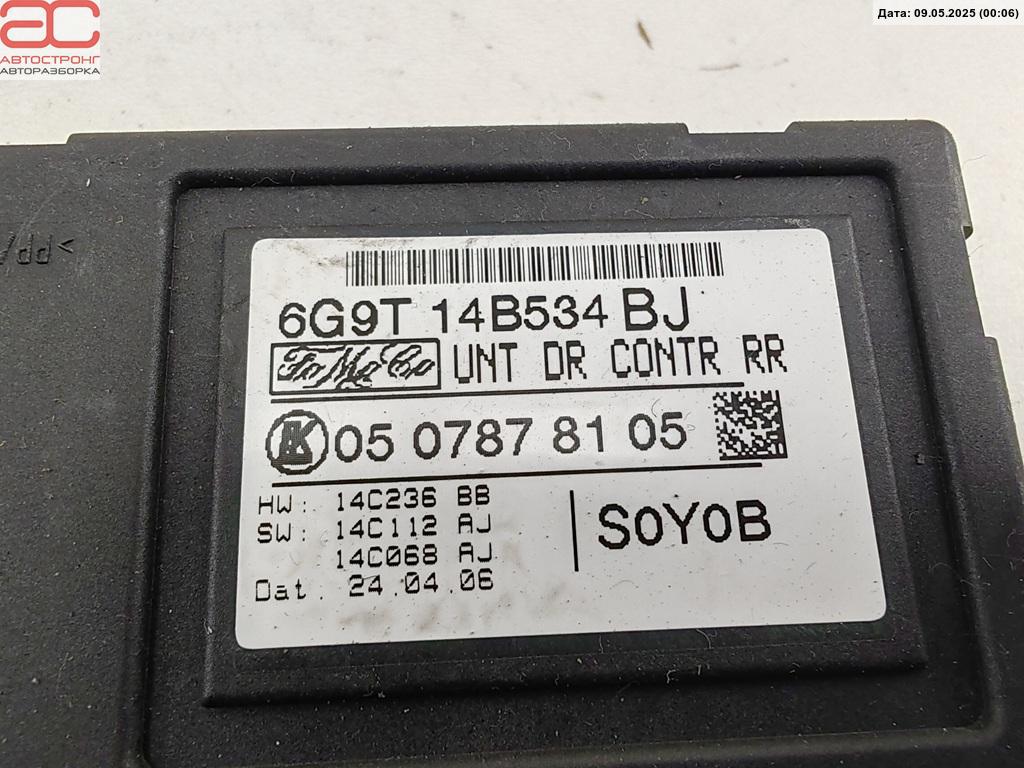 Дата: 09.05.2025 (00:06)
АС
АВТОСТРОНГ
АВТОРАЗБОРКА
6G9T 14B534 BJ
FoMoCo UNT DR CONTR RR
K 05 0787 81 05
HW: 14C236 BB
SW: 14C112 AJ
14C068 AJ
Dat. 24.04.06
S0Y0B
>PP